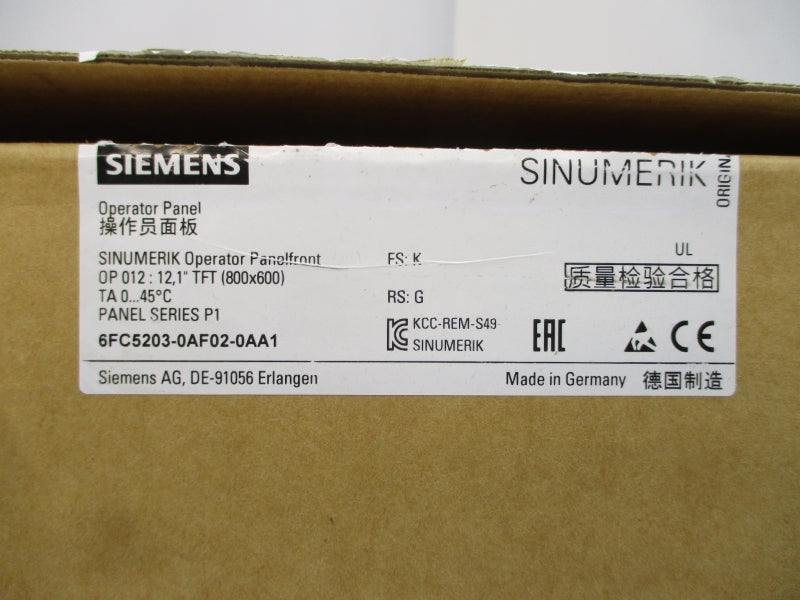 SIEMENS
SINUMERIK
ORIGIN
Operator Panel
操作员面板
SINUMERIK Operator Panelfront
FS: K
UL
OP 012 : 12,1" TFT (800x600)
质量检验合格
TA 0...45°C
RS: G
PANEL SERIES P1
KCC-REM-S49
6FC5203-0AF02-0AA1
SINUMERIK
EAC
CE
Siemens AG, DE-91056 Erlangen
Made in Germany 德国制造